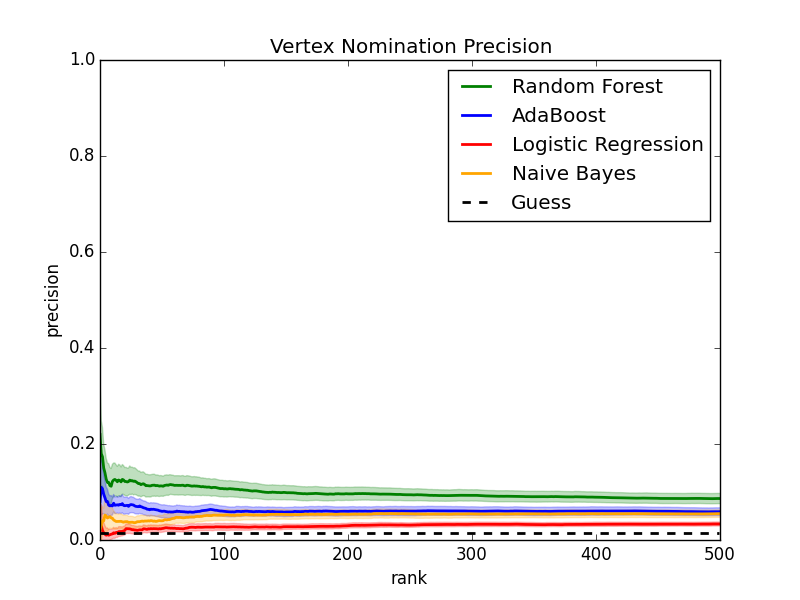 Vertex Nomination Precision
1.0
0.8
0.6
0.4
0.2
0.0
precision
Random Forest
AdaBoost
Logistic Regression
Naive Bayes
Guess
0
100
200
300
400
500
rank